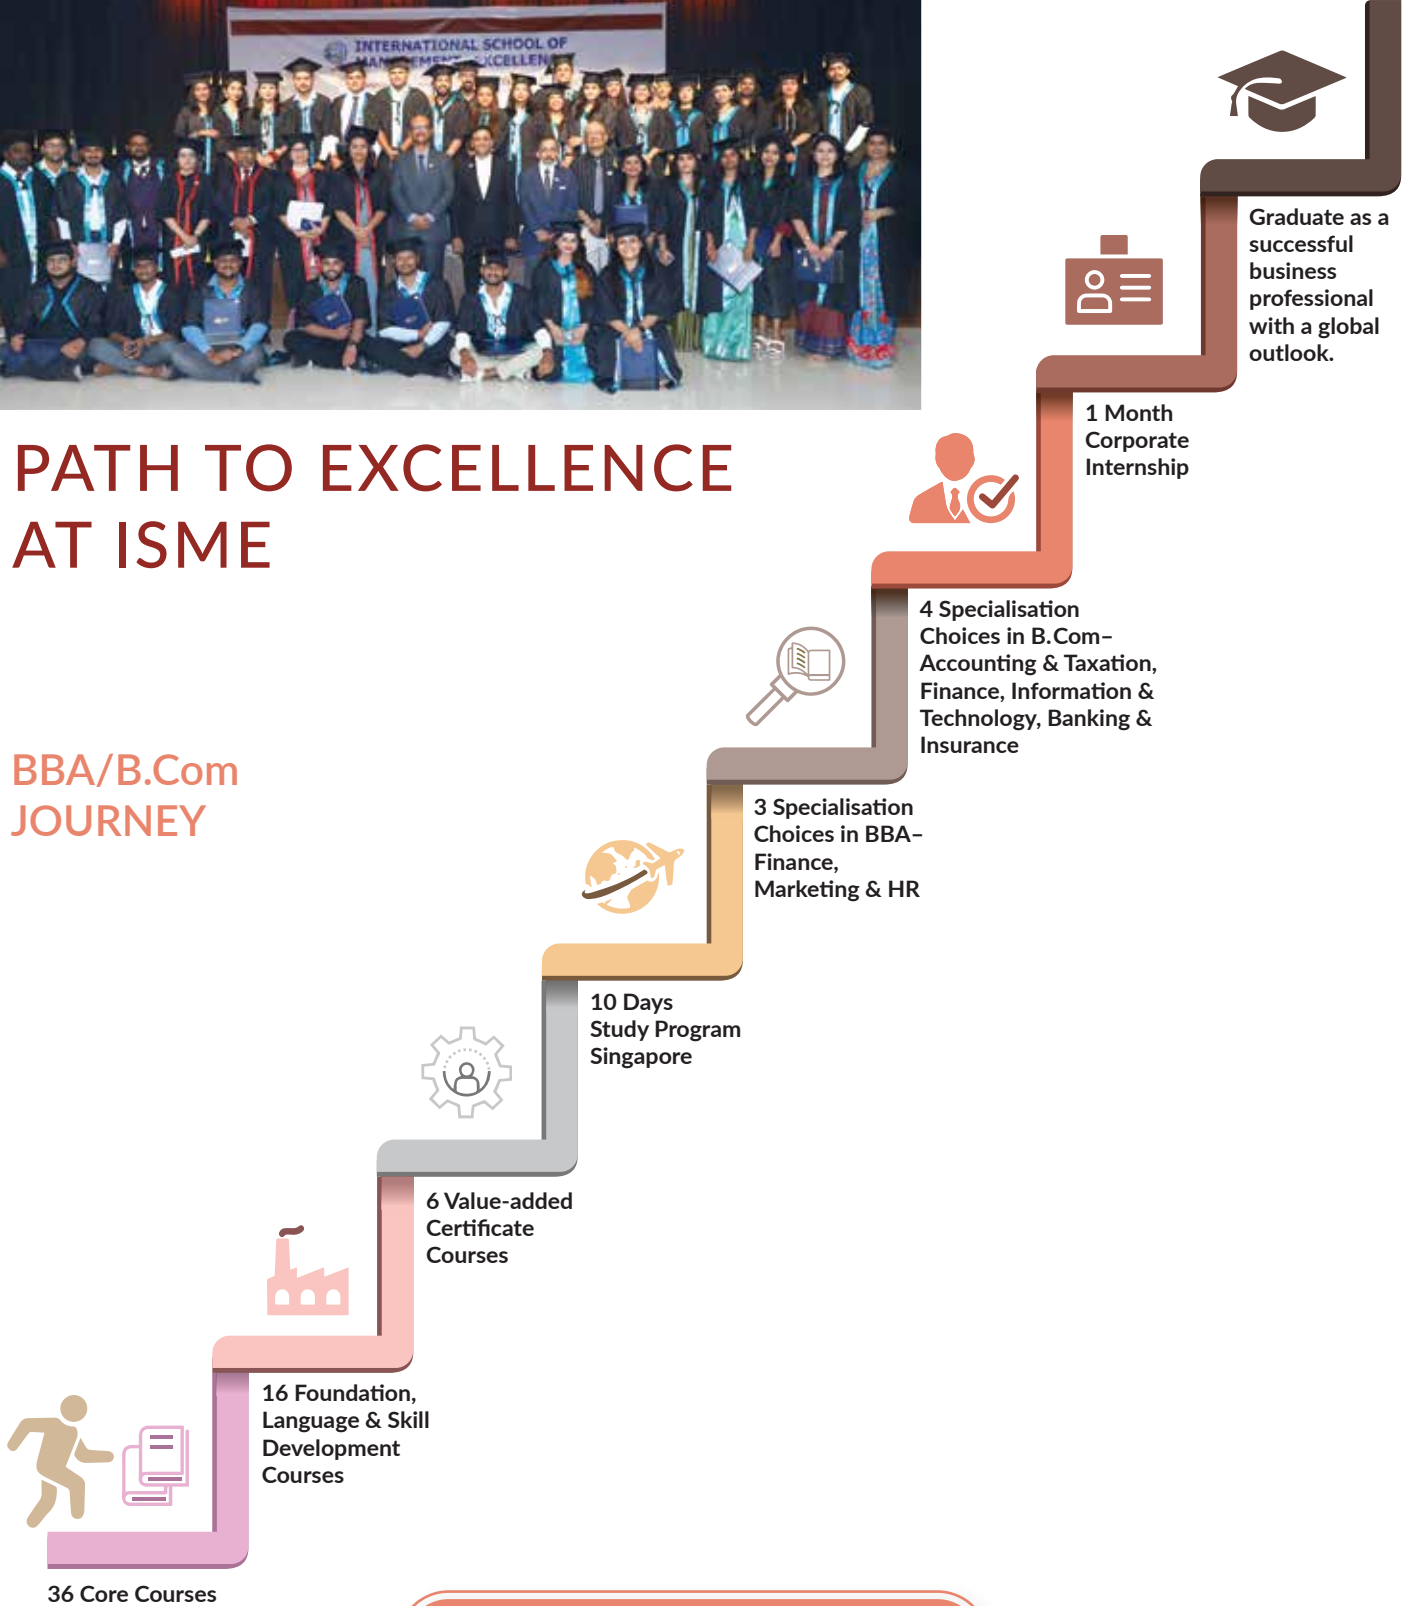 INTERNATIONAL SCHOOL OF
MANAGEMENT EXCELLENCE
PATH TO EXCELLENCE
AT ISME
BBA/B.Com
JOURNEY
Graduate as a
successful
business
professional
with a global
outlook.
1 Month
Corporate
Internship
4 Specialisation
Choices in B.Com–
Accounting & Taxation,
Finance, Information &
Technology, Banking &
Insurance
3 Specialisation
Choices in BBA–
Finance,
Marketing & HR
10 Days
Study Program
Singapore
6 Value-added
Certificate
Courses
16 Foundation,
Language & Skill
Development
Courses
36 Core Courses